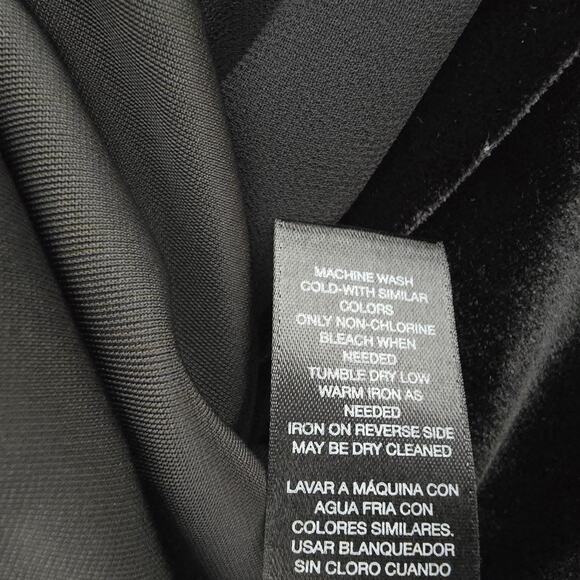 MACHINE WASH
COLD-WITH SIMILAR
COLORS
ONLY NON-CHLORINE
BLEACH WHEN
NEEDED
TUMBLE DRY LOW
WARM IRON AS
NEEDED
IRON ON REVERSE SIDE
MAY BE DRY CLEANED
LAVAR A MÁQUINA CON
AGUA FRIA CON
COLORES SIMILARES.
USAR BLANQUEADOR
SIN CLORO CUANDO